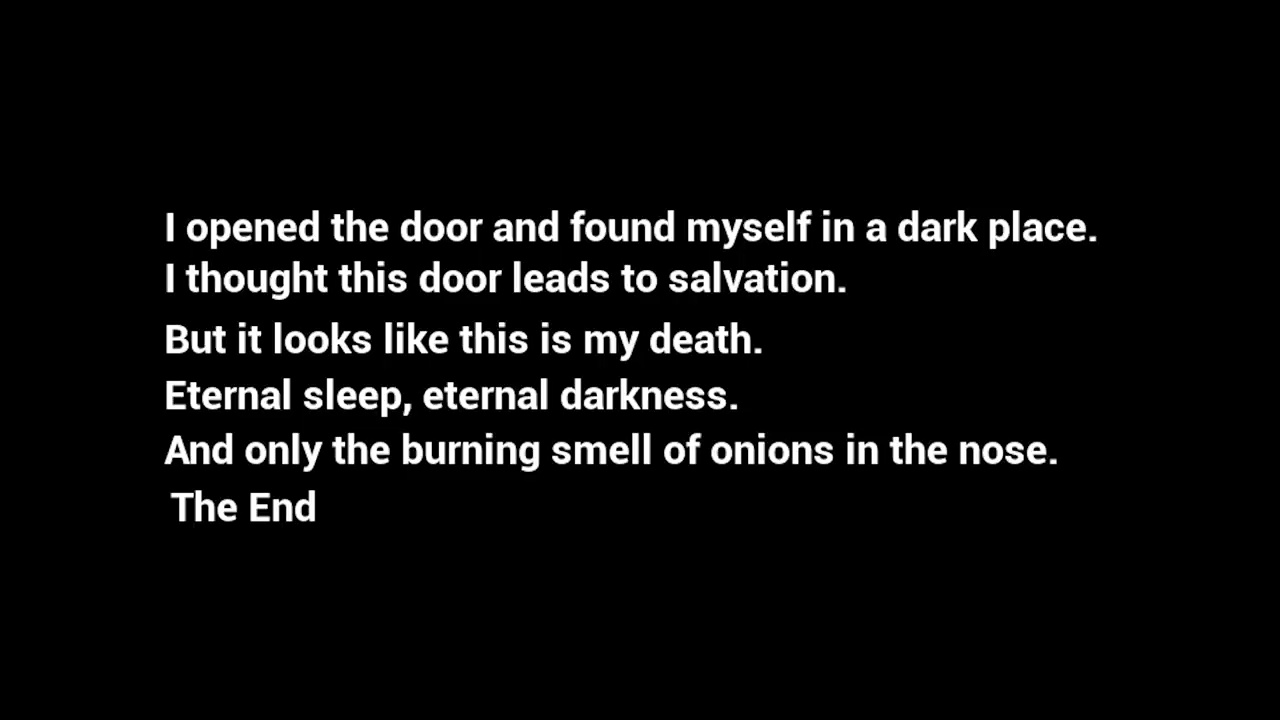 I opened the door and found myself in a dark place.
I thought this door leads to salvation.
But it looks like this is my death.
Eternal sleep, eternal darkness.
And only the burning smell of onions in the nose.
The End